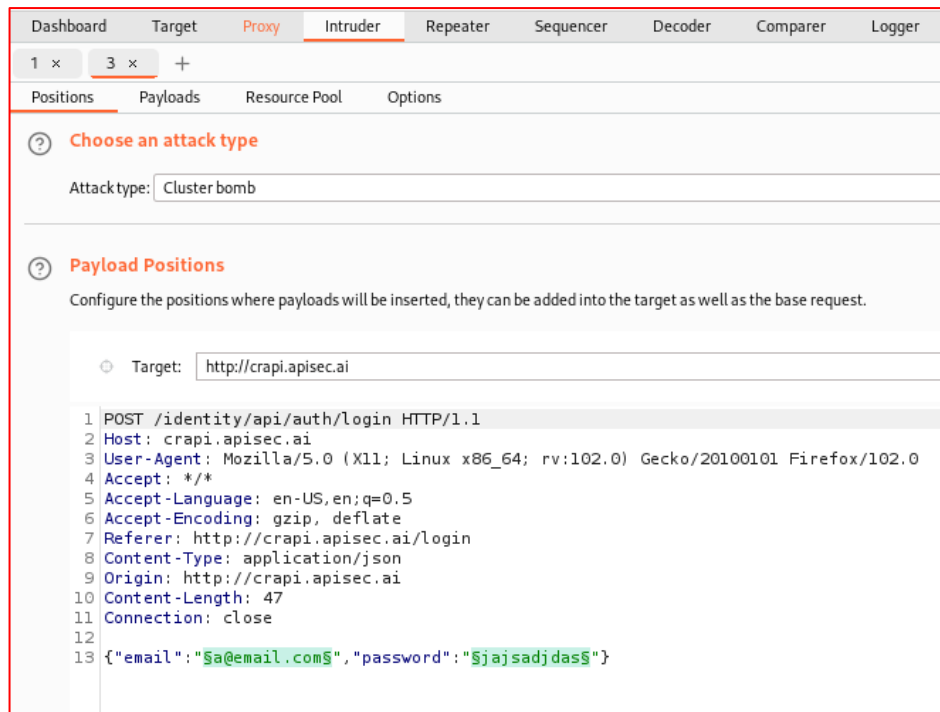 Dashboard Target Proxy Intruder Repeater Sequencer Decoder Comparer Logger
1 × 3 × +
Positions Payloads Resource Pool Options
? Choose an attack type
Attack type: Cluster bomb
? Payload Positions
Configure the positions where payloads will be inserted, they can be added into the target as well as the base request.
Target: http://crapi.apisec.ai
1 POST /identity/api/auth/login HTTP/1.1
2 Host: crapi.apisec.ai
3 User-Agent: Mozilla/5.0 (X11; Linux x86_64; rv:102.0) Gecko/20100101 Firefox/102.0
4 Accept: */*
5 Accept-Language: en-US,en;q=0.5
6 Accept-Encoding: gzip, deflate
7 Referer: http://crapi.apisec.ai/login
8 Content-Type: application/json
9 Origin: http://crapi.apisec.ai
10 Content-Length: 47
11 Connection: close
12
13 {"email":"§a@email.com§","password":"§jajsadjdas§"}